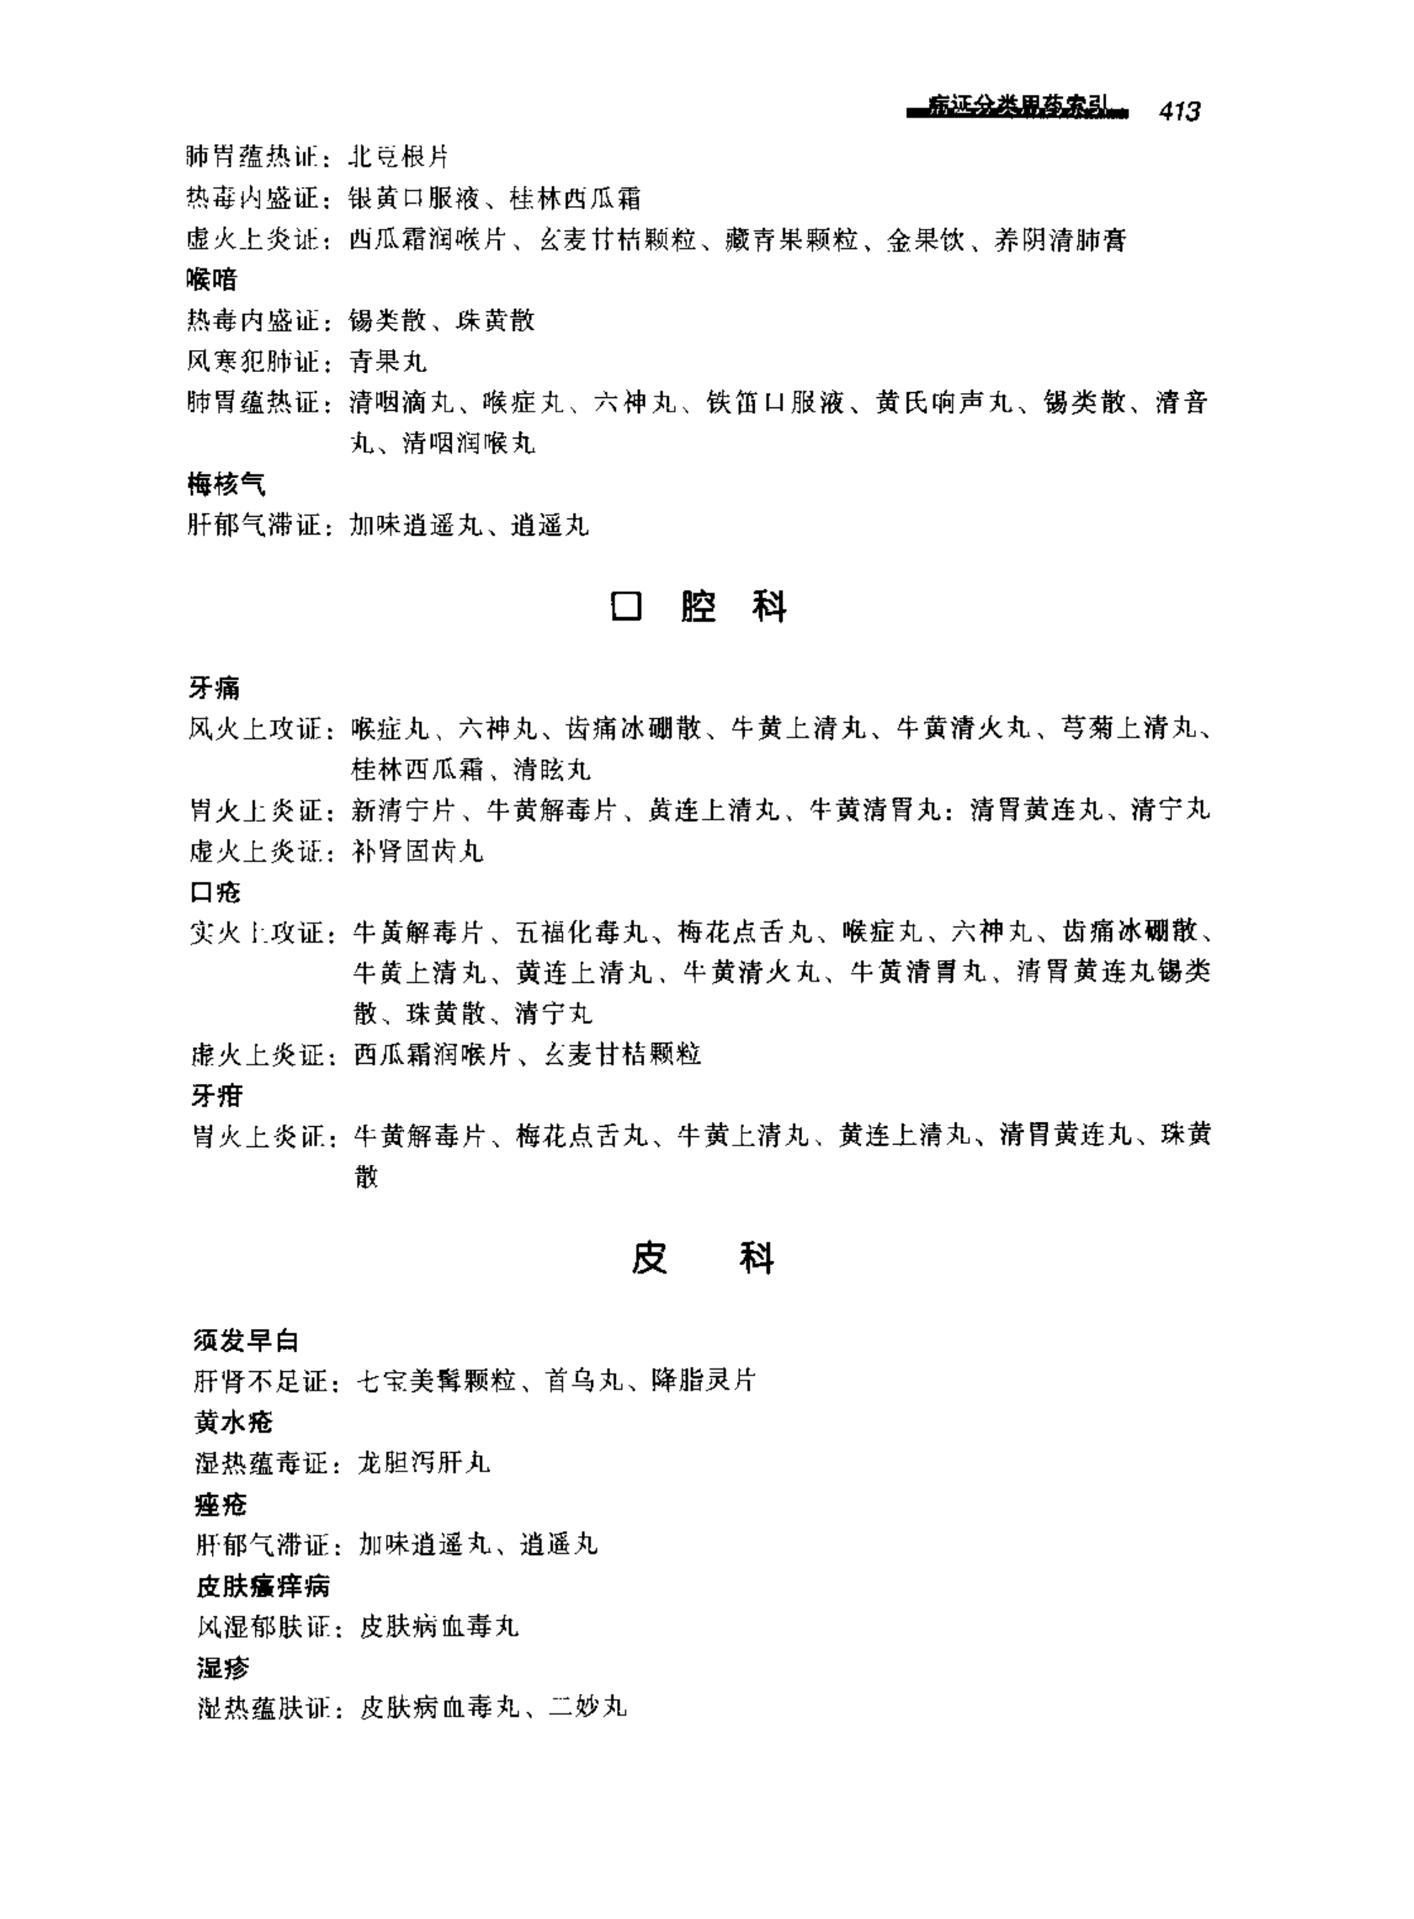 病证分类用药索引 413
肺胃蕴热证：北豆根片
热毒内盛证：银黄口服液、桂林西瓜霜
虚火上炎证：西瓜霜润喉片、玄麦甘桔颗粒、藏青果颗粒、金果饮、养阴清肺膏
喉喑
热毒内盛证：锡类散、珠黄散
风寒犯肺证：青果丸
肺胃蕴热证：清咽滴丸、喉症丸、六神丸、铁笛口服液、黄氏响声丸、锡类散、清音
丸、清咽润喉丸
梅核气
肝郁气滞证：加味逍遥丸、逍遥丸
口腔科
牙痛
风火上攻证：喉症丸、六神丸、齿痛冰硼散、牛黄上清丸、牛黄清火丸、芎菊上清丸、
桂林西瓜霜、清眩丸
胃火上炎证：新清宁片、牛黄解毒片、黄连上清丸、牛黄清胃丸：清胃黄连丸、清宁丸
虚火上炎证：补肾固齿丸
口疮
实火上攻证：牛黄解毒片、五福化毒丸、梅花点舌丸、喉症丸、六神丸、齿痛冰硼散、
牛黄上清丸、黄连上清丸、牛黄清火丸、牛黄清胃丸、清胃黄连丸锡类
散、珠黄散、清宁丸
虚火上炎证：西瓜霜润喉片、玄麦甘桔颗粒
牙疳
胃火上炎证：牛黄解毒片、梅花点舌丸、牛黄上清丸、黄连上清丸、清胃黄连丸、珠黄
散
皮科
须发早白
肝肾不足证：七宝美髯颗粒、首乌丸、降脂灵片
黄水疮
湿热蕴毒证：龙胆泻肝丸
痤疮
肝郁气滞证：加味逍遥丸、逍遥丸
皮肤瘙痒病
风湿郁肤证：皮肤病血毒丸
湿疹
湿热蕴肤证：皮肤病血毒丸、二妙丸